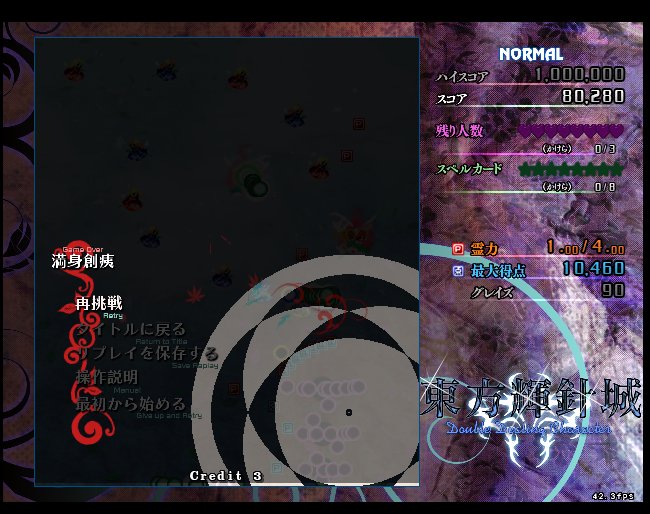 NORMAL
ハイスコア 1,000,000
スコア 80,280
残り人数
(かけら) 0/3
スペルカード
(かけら) 0/8
P 霊力 1.00/4.00
最大得点 10,460
グレイズ 90
Game Over
満身創痍
再挑戦
Retry
タイトルに戻る
Return to Title
リプレイを保存する
Save Replay
操作説明
Manual
最初から始める
Give up and Retry
Credit 3
東方輝針城
Double Dealing Character
42.3fps